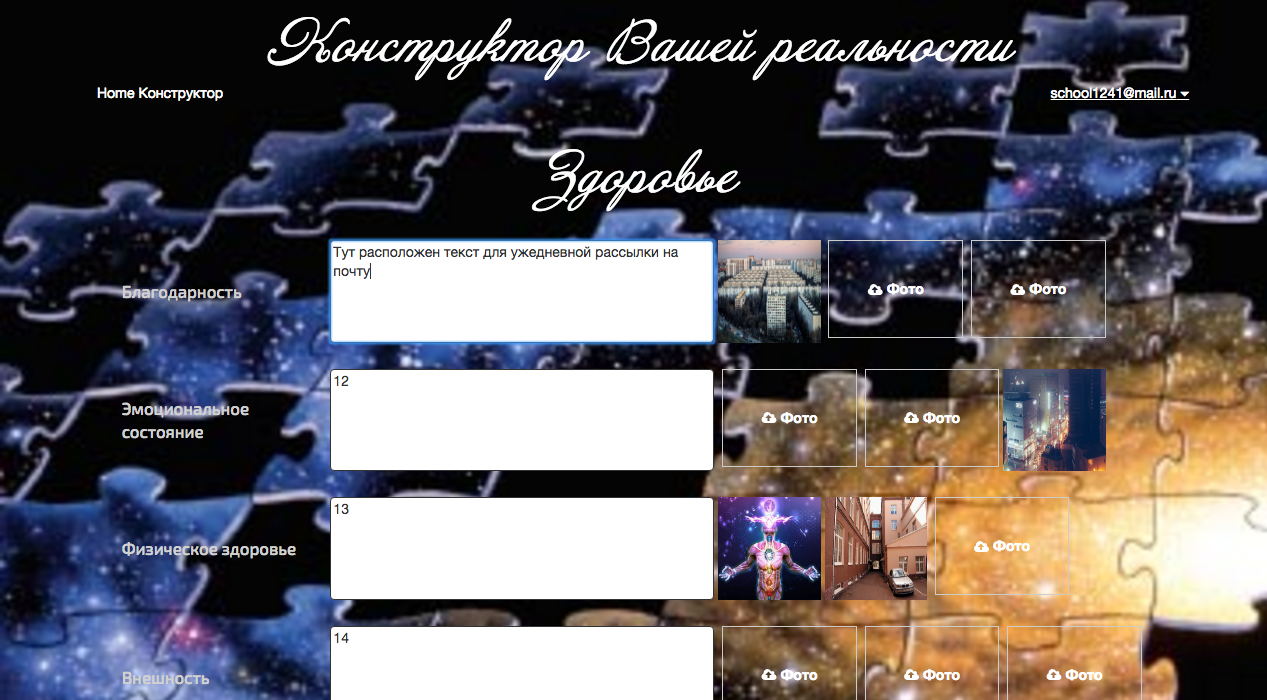 Конструктор Вашей реальности
Home Конструктор
school1241@mail.ru
Здоровье
Благодарность
Тут расположен текст для ужедневной рассылки на
почту
Фото
Фото
Эмоциональное
состояние
12
Фото
Фото
Физическое здоровье
13
Фото
Внешность
14
Фото
Фото
Фото